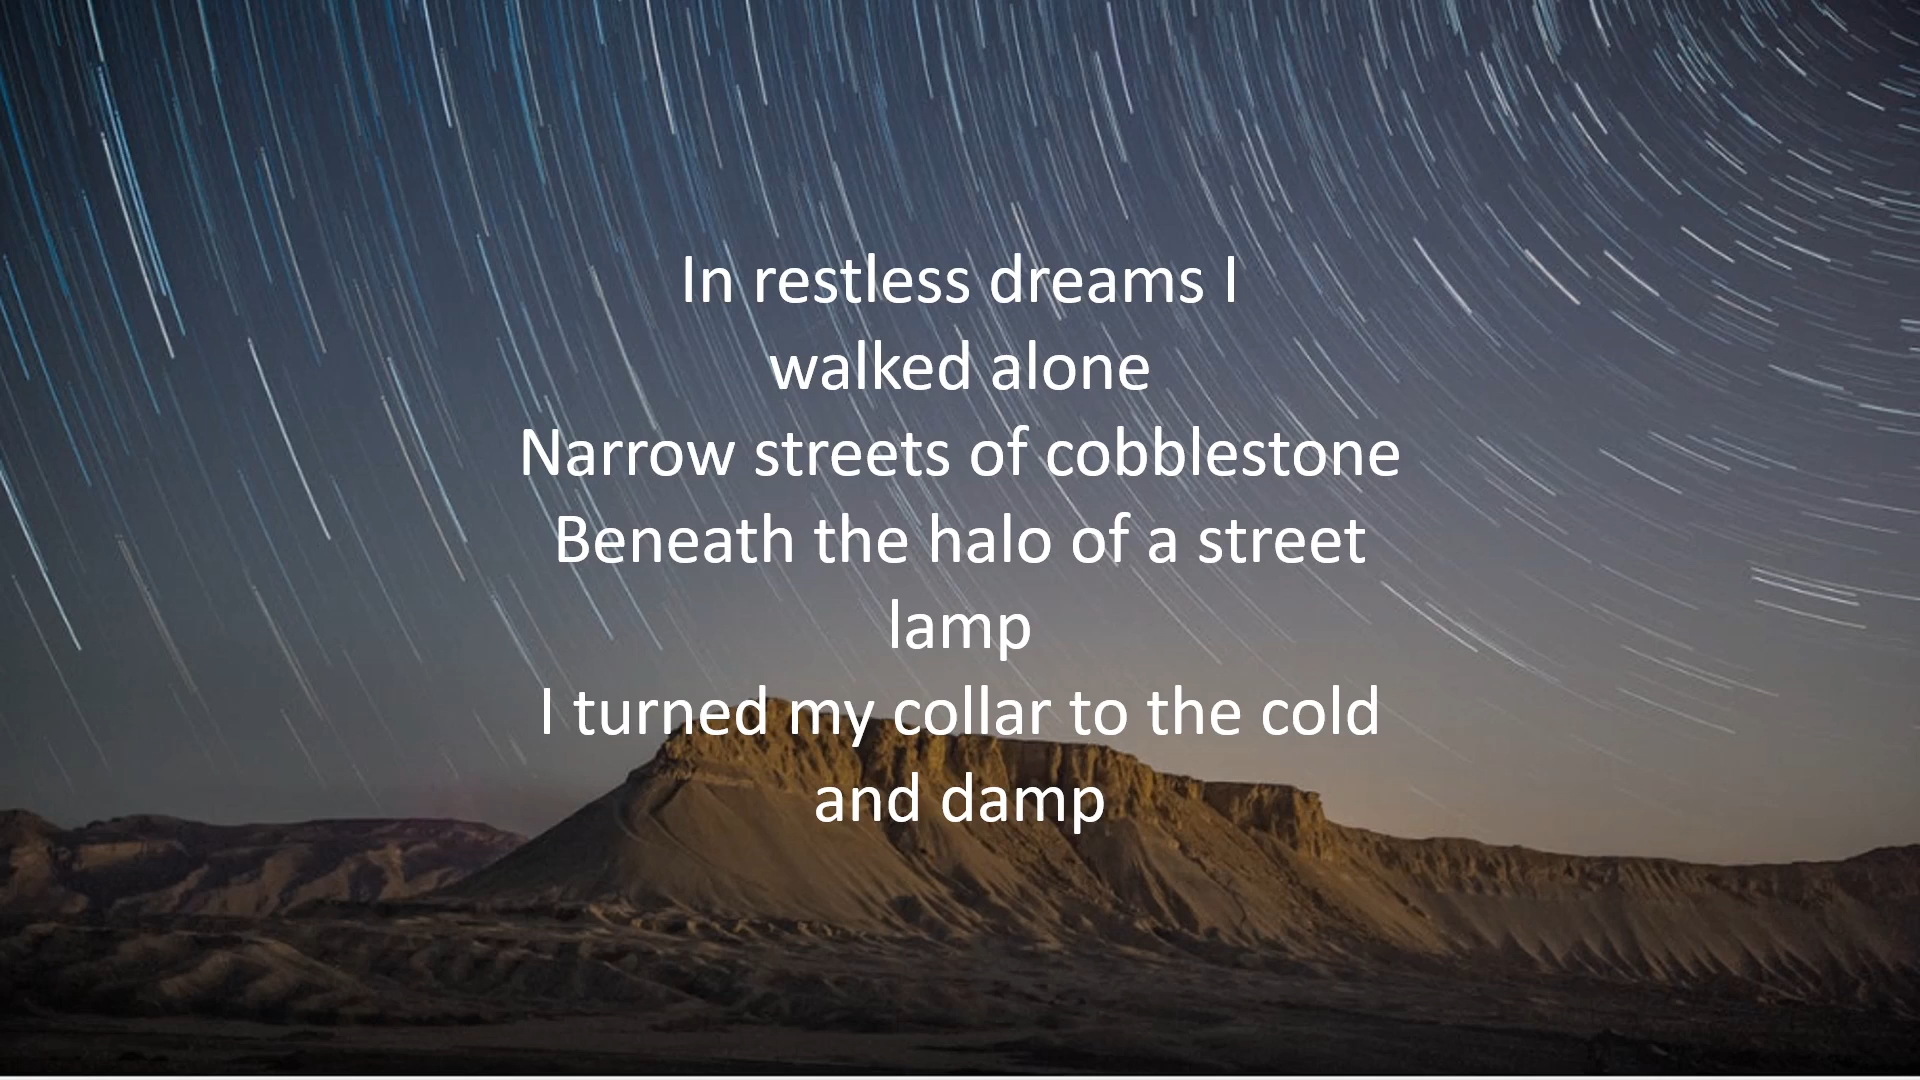 In restless dreams I
walked alone
Narrow streets of cobblestone
Beneath the halo of a street
lamp
I turned my collar to the cold
and damp